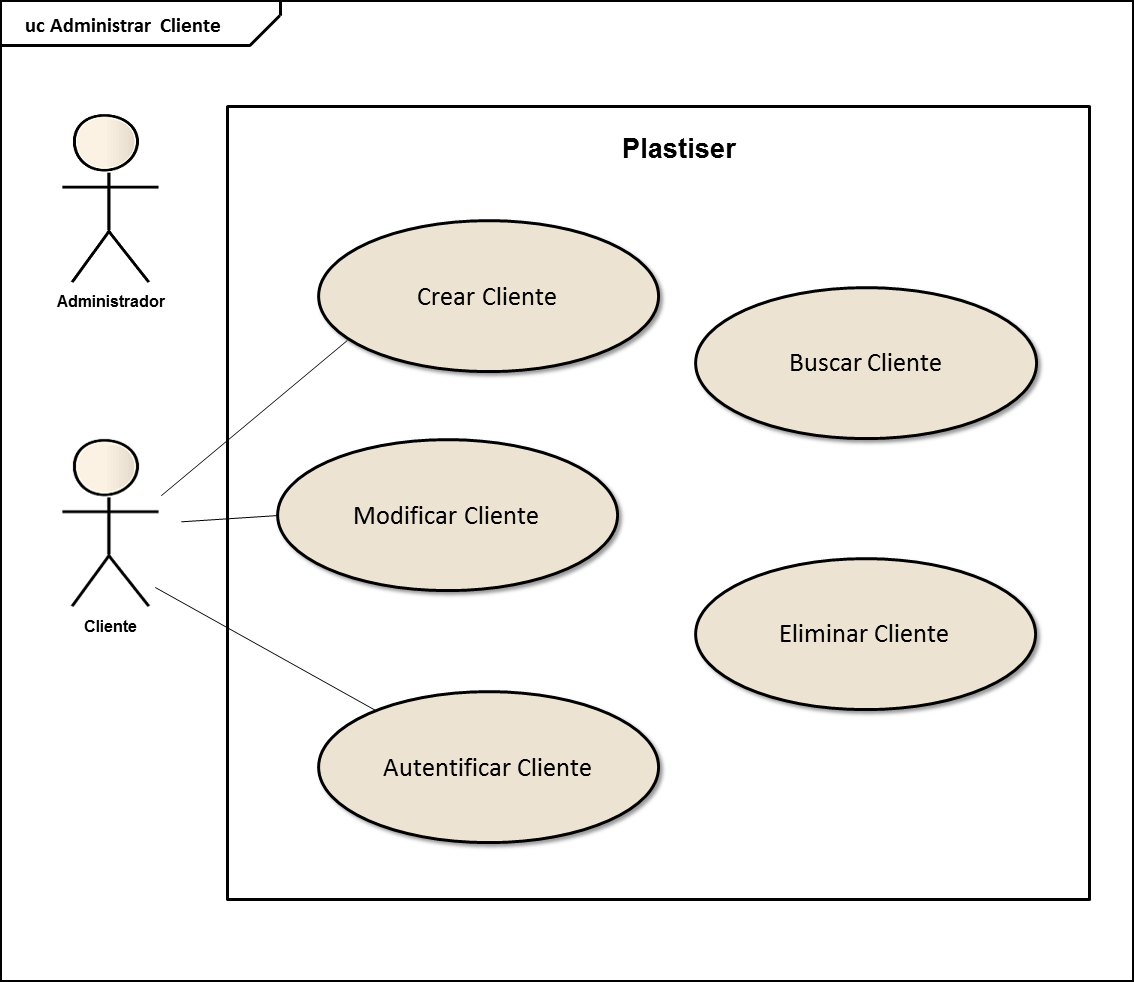 uc Administrar Cliente
Plastiser
Administrador
Crear Cliente
Buscar Cliente
Modificar Cliente
Cliente
Eliminar Cliente
Autentificar Cliente